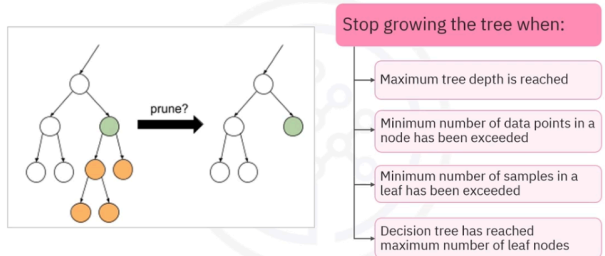 prune?
Stop growing the tree when:
Maximum tree depth is reached
Minimum number of data points in a
node has been exceeded
Minimum number of samples in a
leaf has been exceeded
Decision tree has reached
maximum number of leaf nodes